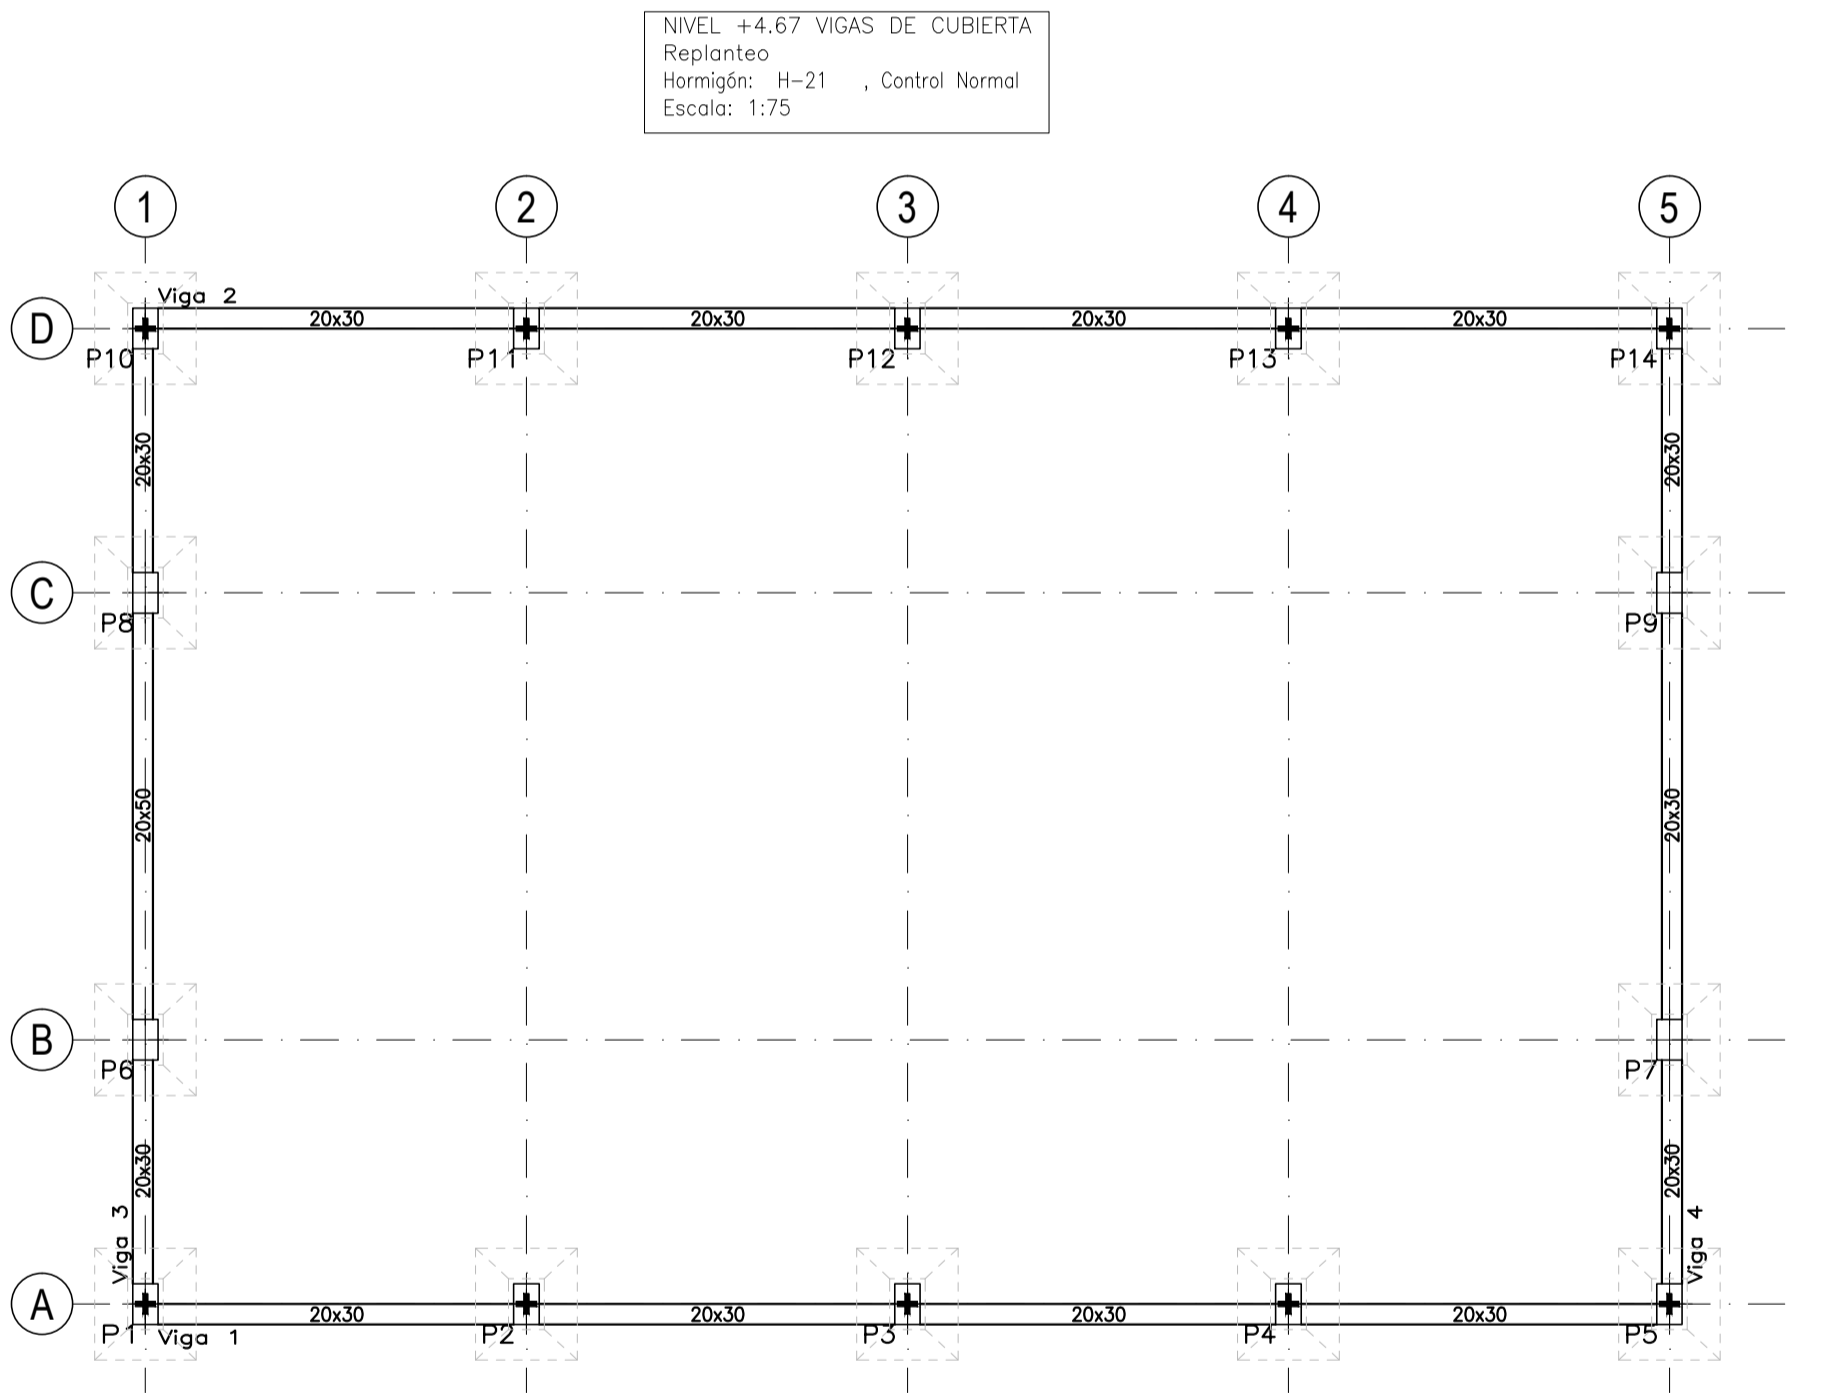 NIVEL +4.67 VIGAS DE CUBIERTA
Replanteo
Hormigón: H-21 , Control Normal
Escala: 1:75
1 2 3 4 5
Viga 2
D 20x30 20x30 20x30 20x30
P10 P11 P12 P13 P14
20x30 20x30
C
P8 P9
20x50 20x30
B
P6 P7
20x30 20x30
Viga 3 Viga 4
A
20x30 20x30 20x30 20x30
P1 Viga 1 P2 P3 P4 P5